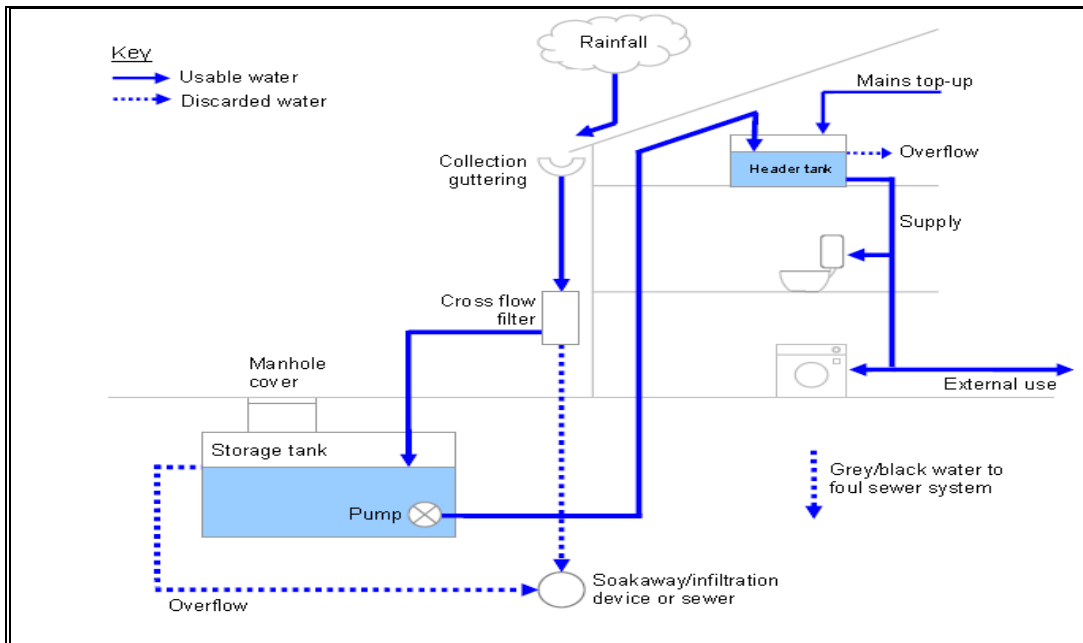 Key
Usable water
Discarded water
Rainfall
Mains top-up
Collection
guttering
Header tank
Overflow
Supply
Cross flow
filter
Manhole
cover
External use
Storage tank
Pump
Grey/black water to
foul sewer system
Soakaway/infiltration
device or sewer
Overflow